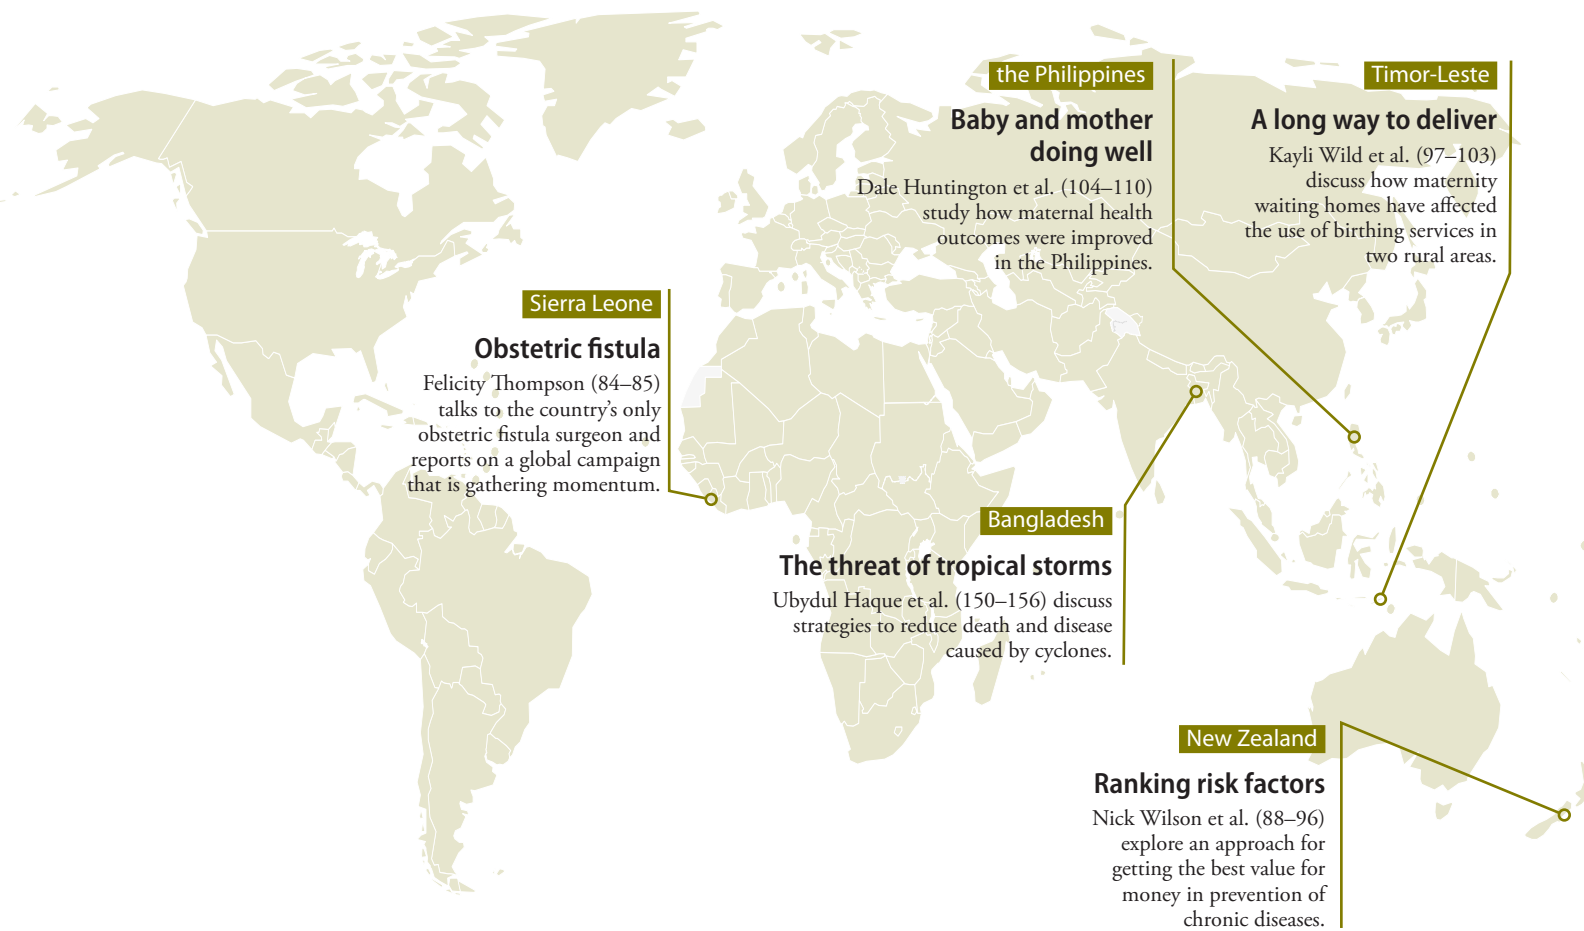 the Philippines
Baby and mother
doing well
Dale Huntington et al. (104–110)
study how maternal health
outcomes were improved
in the Philippines.
Timor-Leste
A long way to deliver
Kayli Wild et al. (97–103)
discuss how maternity
waiting homes have affected
the use of birthing services in
two rural areas.
Sierra Leone
Obstetric fistula
Felicity Thompson (84–85)
talks to the country’s only
obstetric fistula surgeon and
reports on a global campaign
that is gathering momentum.
Bangladesh
The threat of tropical storms
Ubydul Haque et al. (150–156) discuss
strategies to reduce death and disease
caused by cyclones.
New Zealand
Ranking risk factors
Nick Wilson et al. (88–96)
explore an approach for
getting the best value for
money in prevention of
chronic diseases.